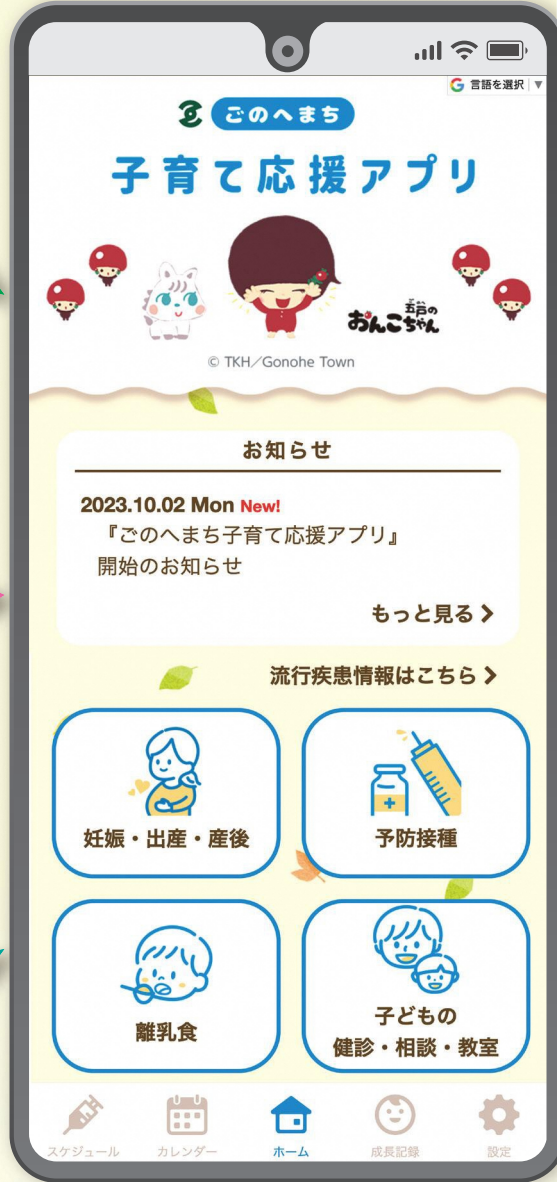 言語を選択
ごのへまち
子育て応援アプリ
五戸の
おんこちゃん
© TKH/Gonohe Town
お知らせ
2023.10.02 Mon New!
『ごのへまち子育て応援アプリ』
開始のお知らせ
もっと見る
流行疾患情報はこちら
妊娠・出産・産後
予防接種
離乳食
子どもの
健診・相談・教室
スケジュール
カレンダー
ホーム
成長記録
設定